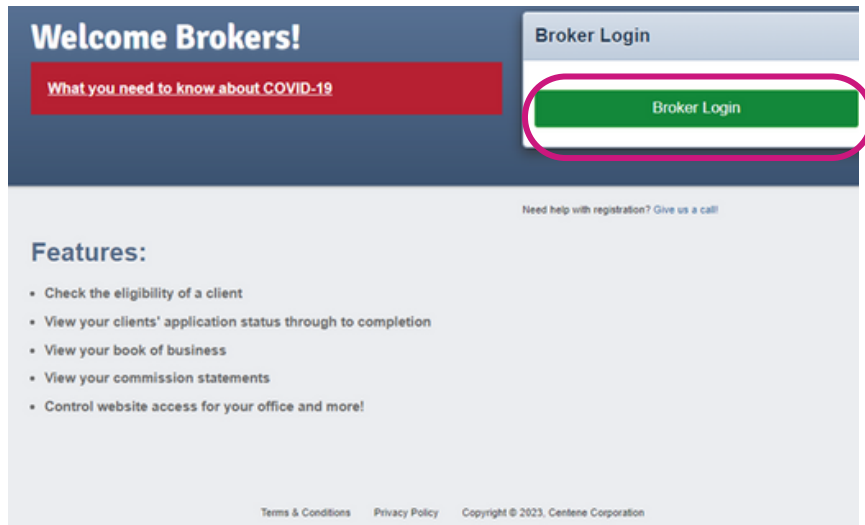 Welcome Brokers!
What you need to know about COVID-19
Broker Login
Broker Login
Need help with registration? Give us a call!
Features:
• Check the eligibility of a client
• View your clients' application status through to completion
• View your book of business
• View your commission statements
• Control website access for your office and more!
Terms & Conditions Privacy Policy Copyright © 2023, Centene Corporation